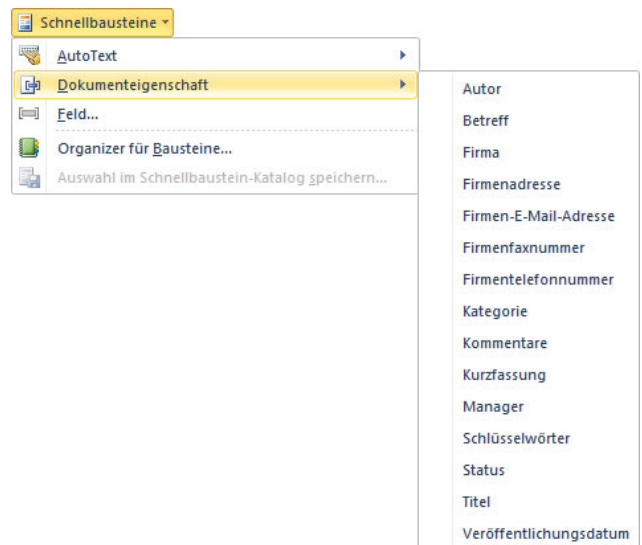 Schnellbausteine
AutoText
Dokumenteigenschaft
Feld...
Organizer für Bausteine...
Auswahl im Schnellbaustein-Katalog speichern...
Autor
Betreff
Firma
Firmenadresse
Firmen-E-Mail-Adresse
Firmenfaxnummer
Firmentelefonnummer
Kategorie
Kommentare
Kurzfassung
Manager
Schlüsselwörter
Status
Titel
Veröffentlichungsdatum